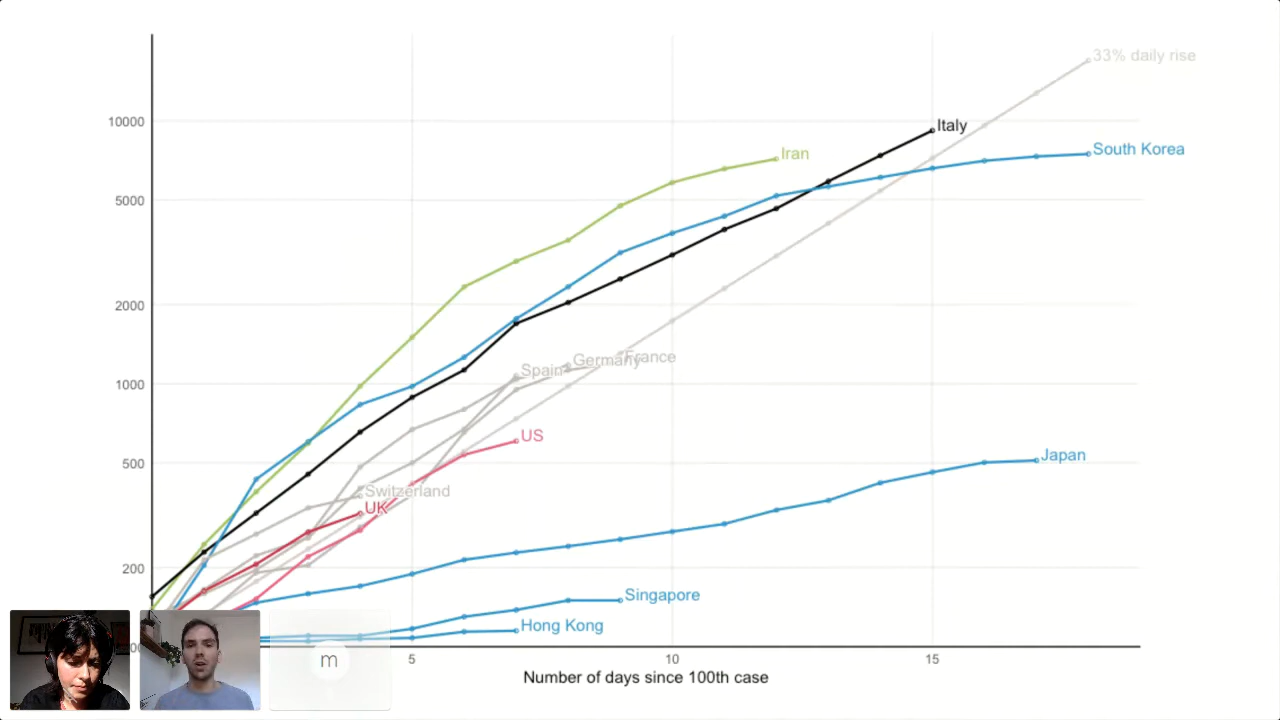 33% daily rise
10000
Italy
South Korea
Iran
5000
2000
Spain
Germany
France
1000
US
500
Japan
Switzerland
UK
200
Singapore
Hong Kong
m
5
10
15
Number of days since 100th case